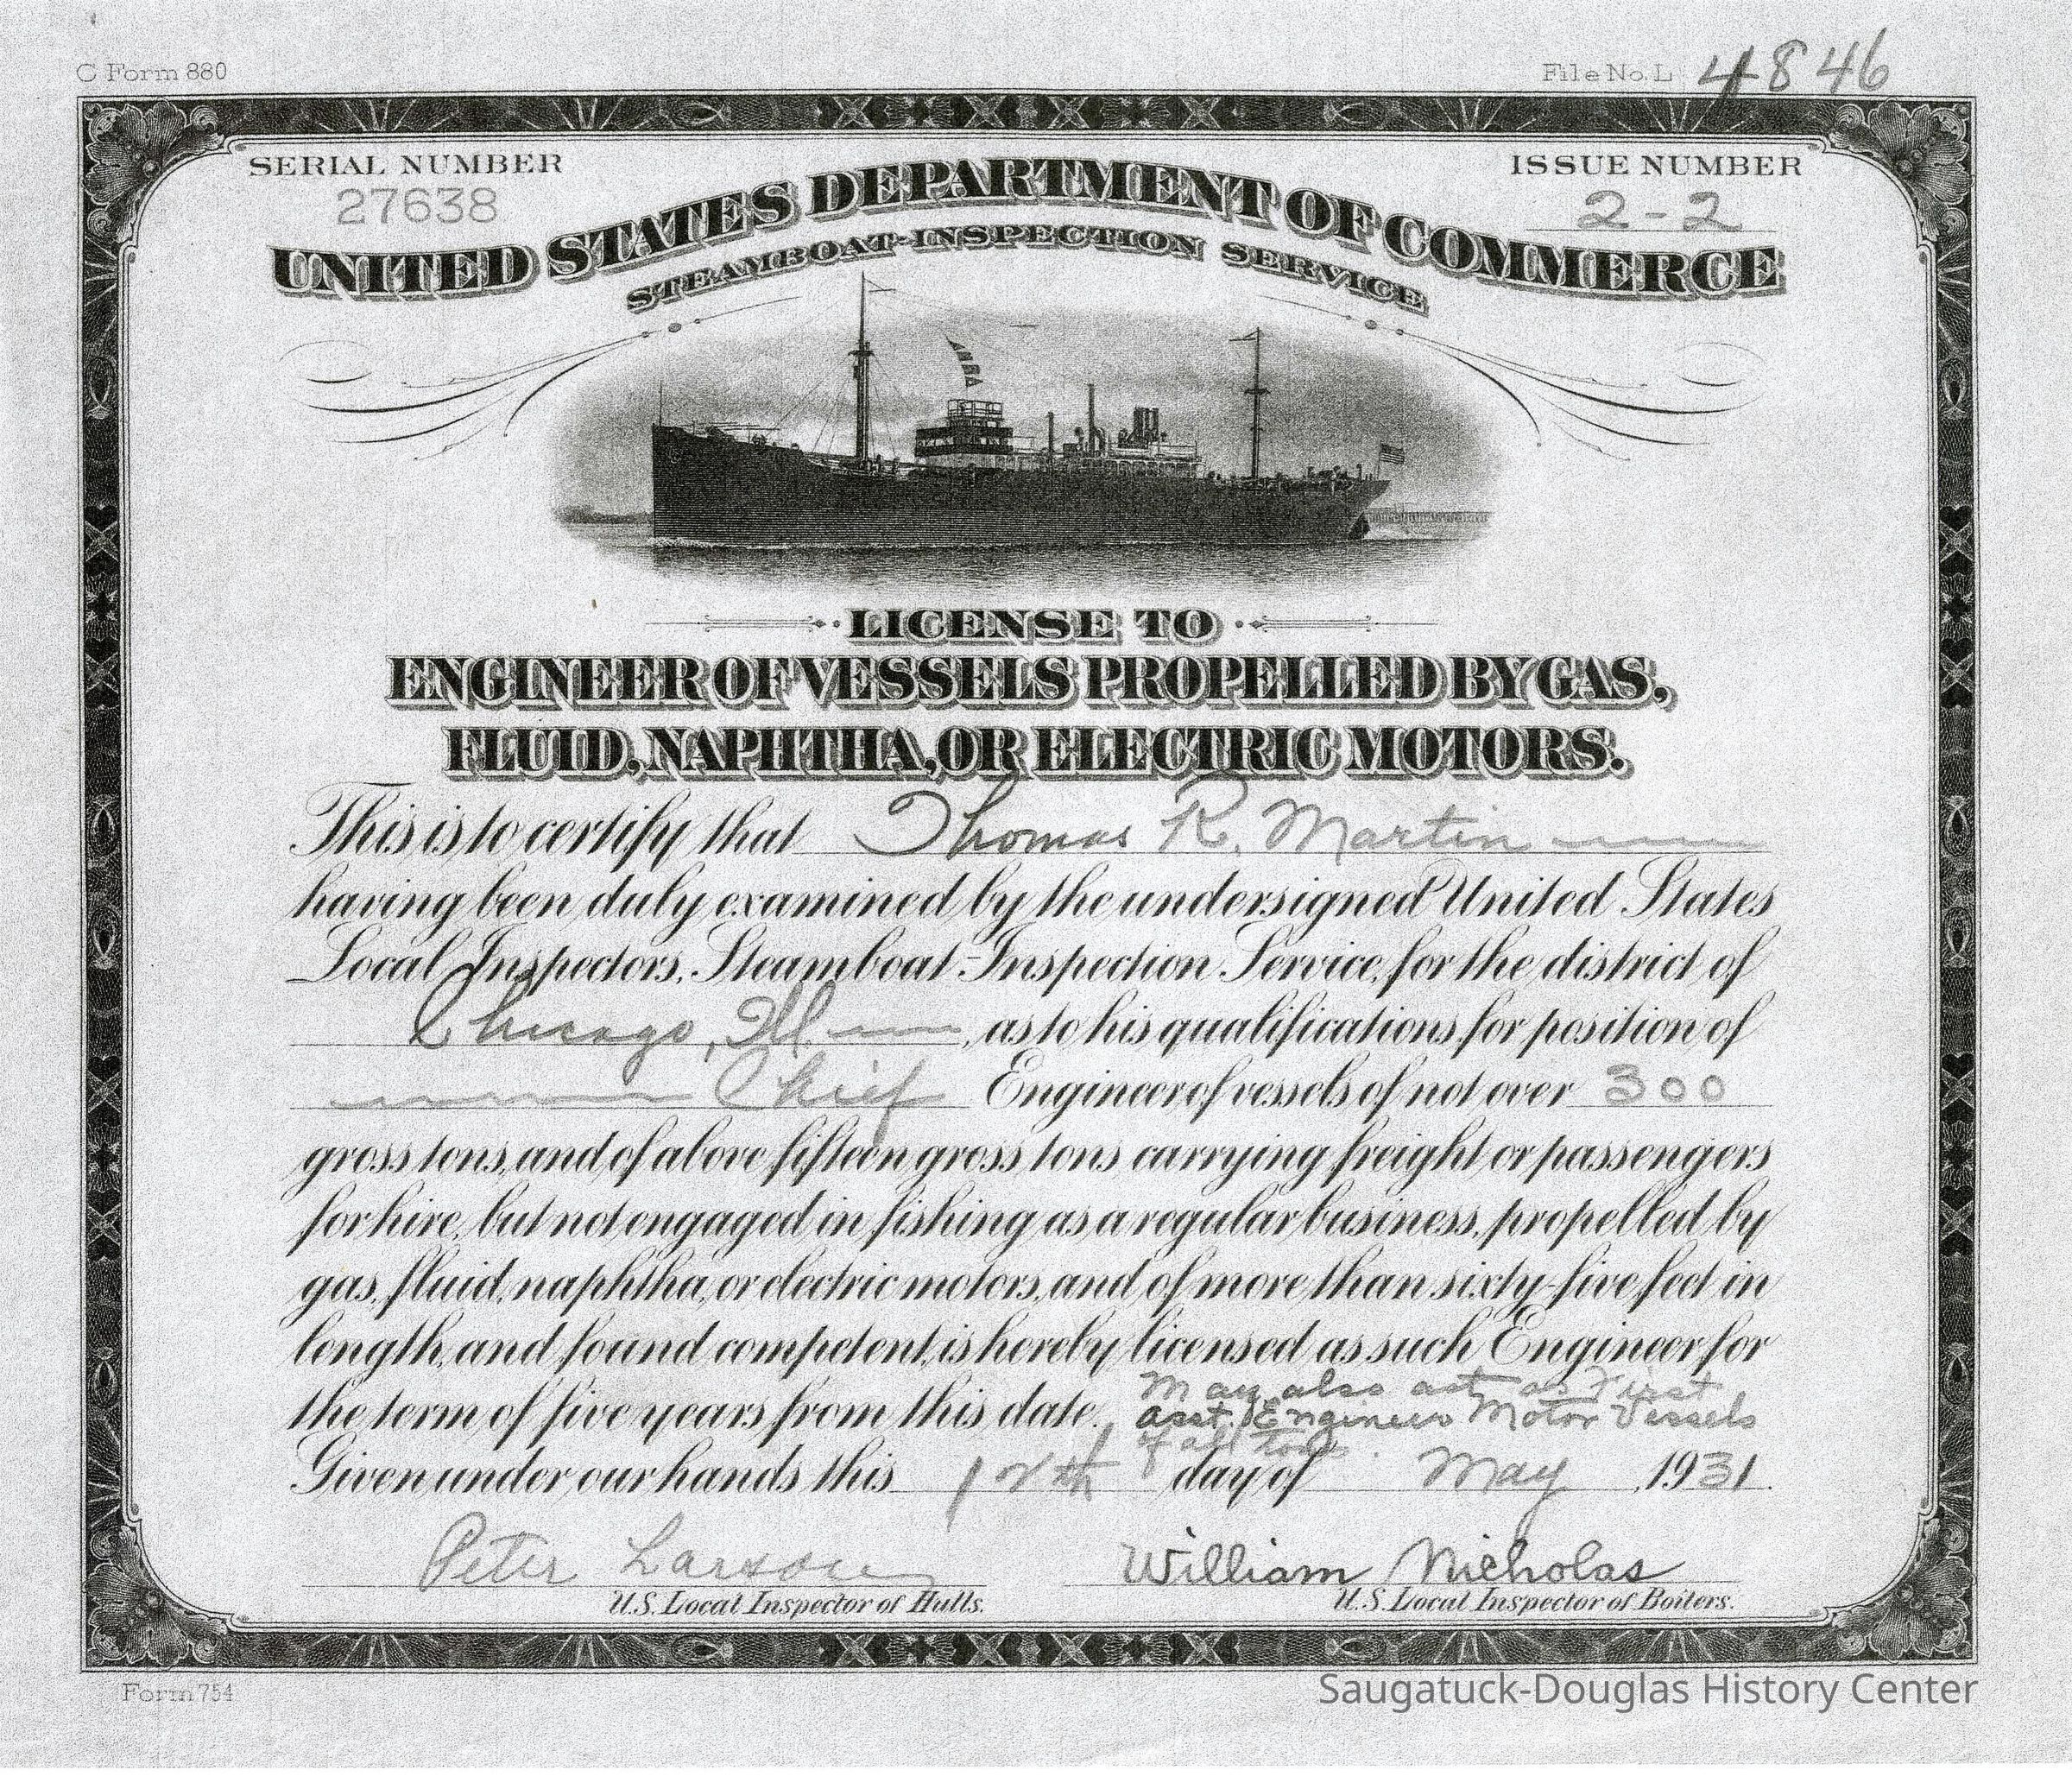 C Form 880
File No. L 4846
SERIAL NUMBER
27638
ISSUE NUMBER
2-2
UNITED STATES DEPARTMENT OF COMMERCE
STEAMBOAT-INSPECTION SERVICE
LICENSE TO
ENGINEER OF VESSELS PROPELLED BY GAS,
FLUID, NAPHTHA, OR ELECTRIC MOTORS.
This is to certify that Thomas R. Martin
having been duly examined by the undersigned United States
Local Inspectors, Steamboat-Inspection Service, for the district of
Chicago, Ill. , as to his qualifications for position of
Chief Engineer of vessels of not over 300
gross tons, and of above fifteen gross tons carrying freight or passengers
for hire, but not engaged in fishing as a regular business, propelled by
gas, fluid, naphtha, or electric motors, and of more than sixty-five feet in
length, and found competent, is hereby licensed as such Engineer for
the term of five years from this date. May also act as First
asst. Engineer Motor Vessels
of all tons.
Given under our hands this day of May, 1931.
Peter Larson
William Nicholas
U.S. Local Inspector of Hulls.
U.S. Local Inspector of Boilers.
Form 754
Saugatuck-Douglas History Center